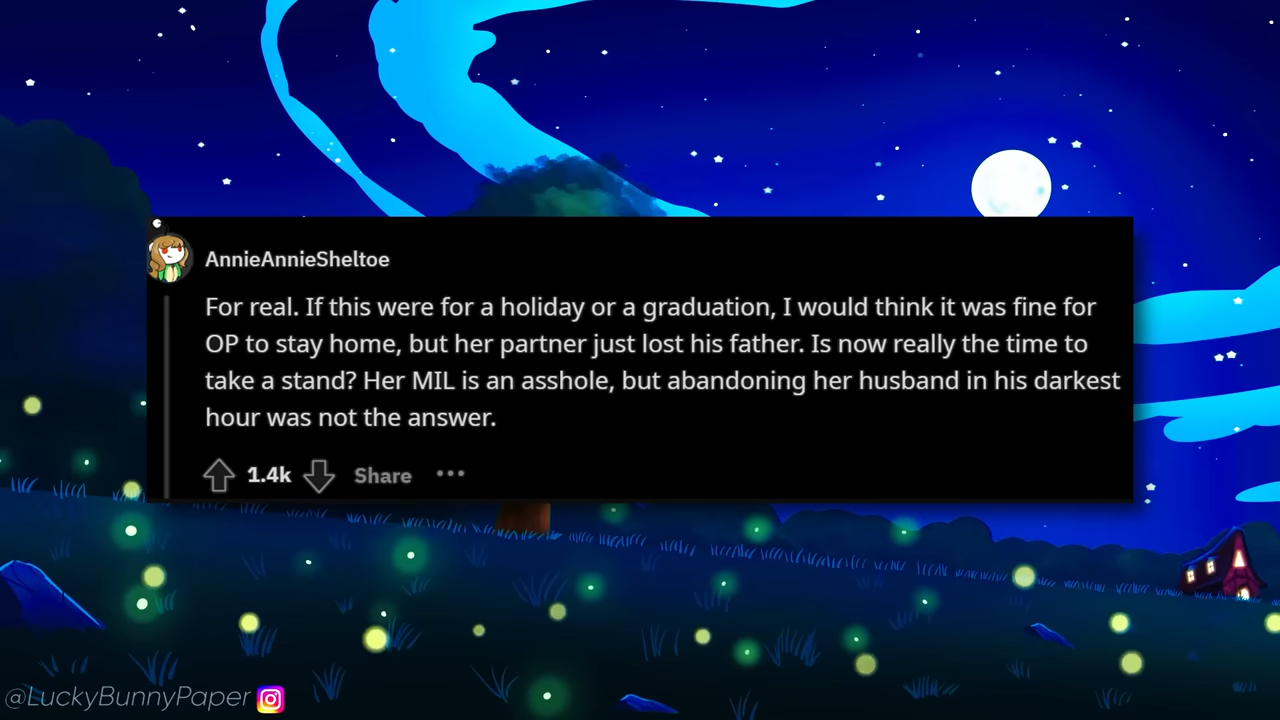 AnnieAnnieSheltoe
For real. If this were for a holiday or a graduation, I would think it was fine for
OP to stay home, but her partner just lost his father. Is now really the time to
take a stand? Her MIL is an asshole, but abandoning her husband in his darkest
hour was not the answer.
1.4k Share •••
@LuckyBunnyPaper